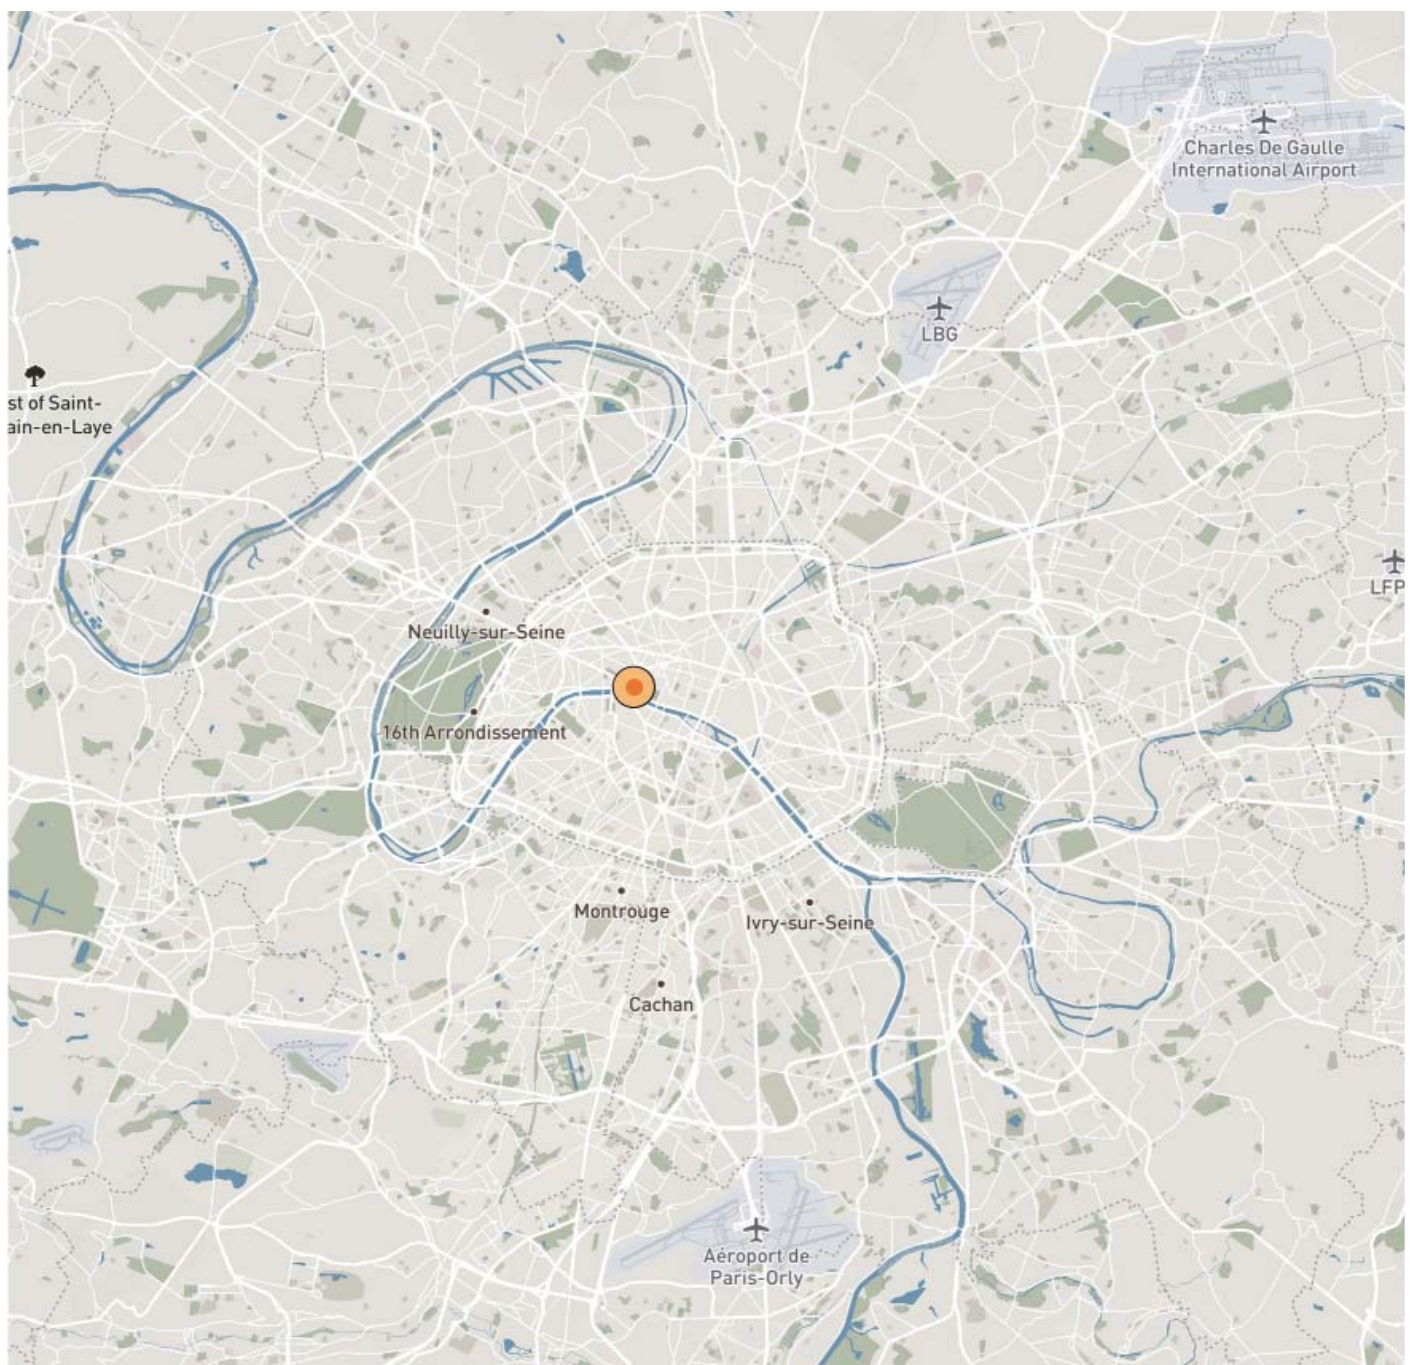 Charles De Gaulle
International Airport
LBG
st of Saint-
ain-en-Laye
LFP
Neuilly-sur-Seine
16th Arrondissement
Montrouge
Ivry-sur-Seine
Cachan
Aéroport de
Paris-Orly